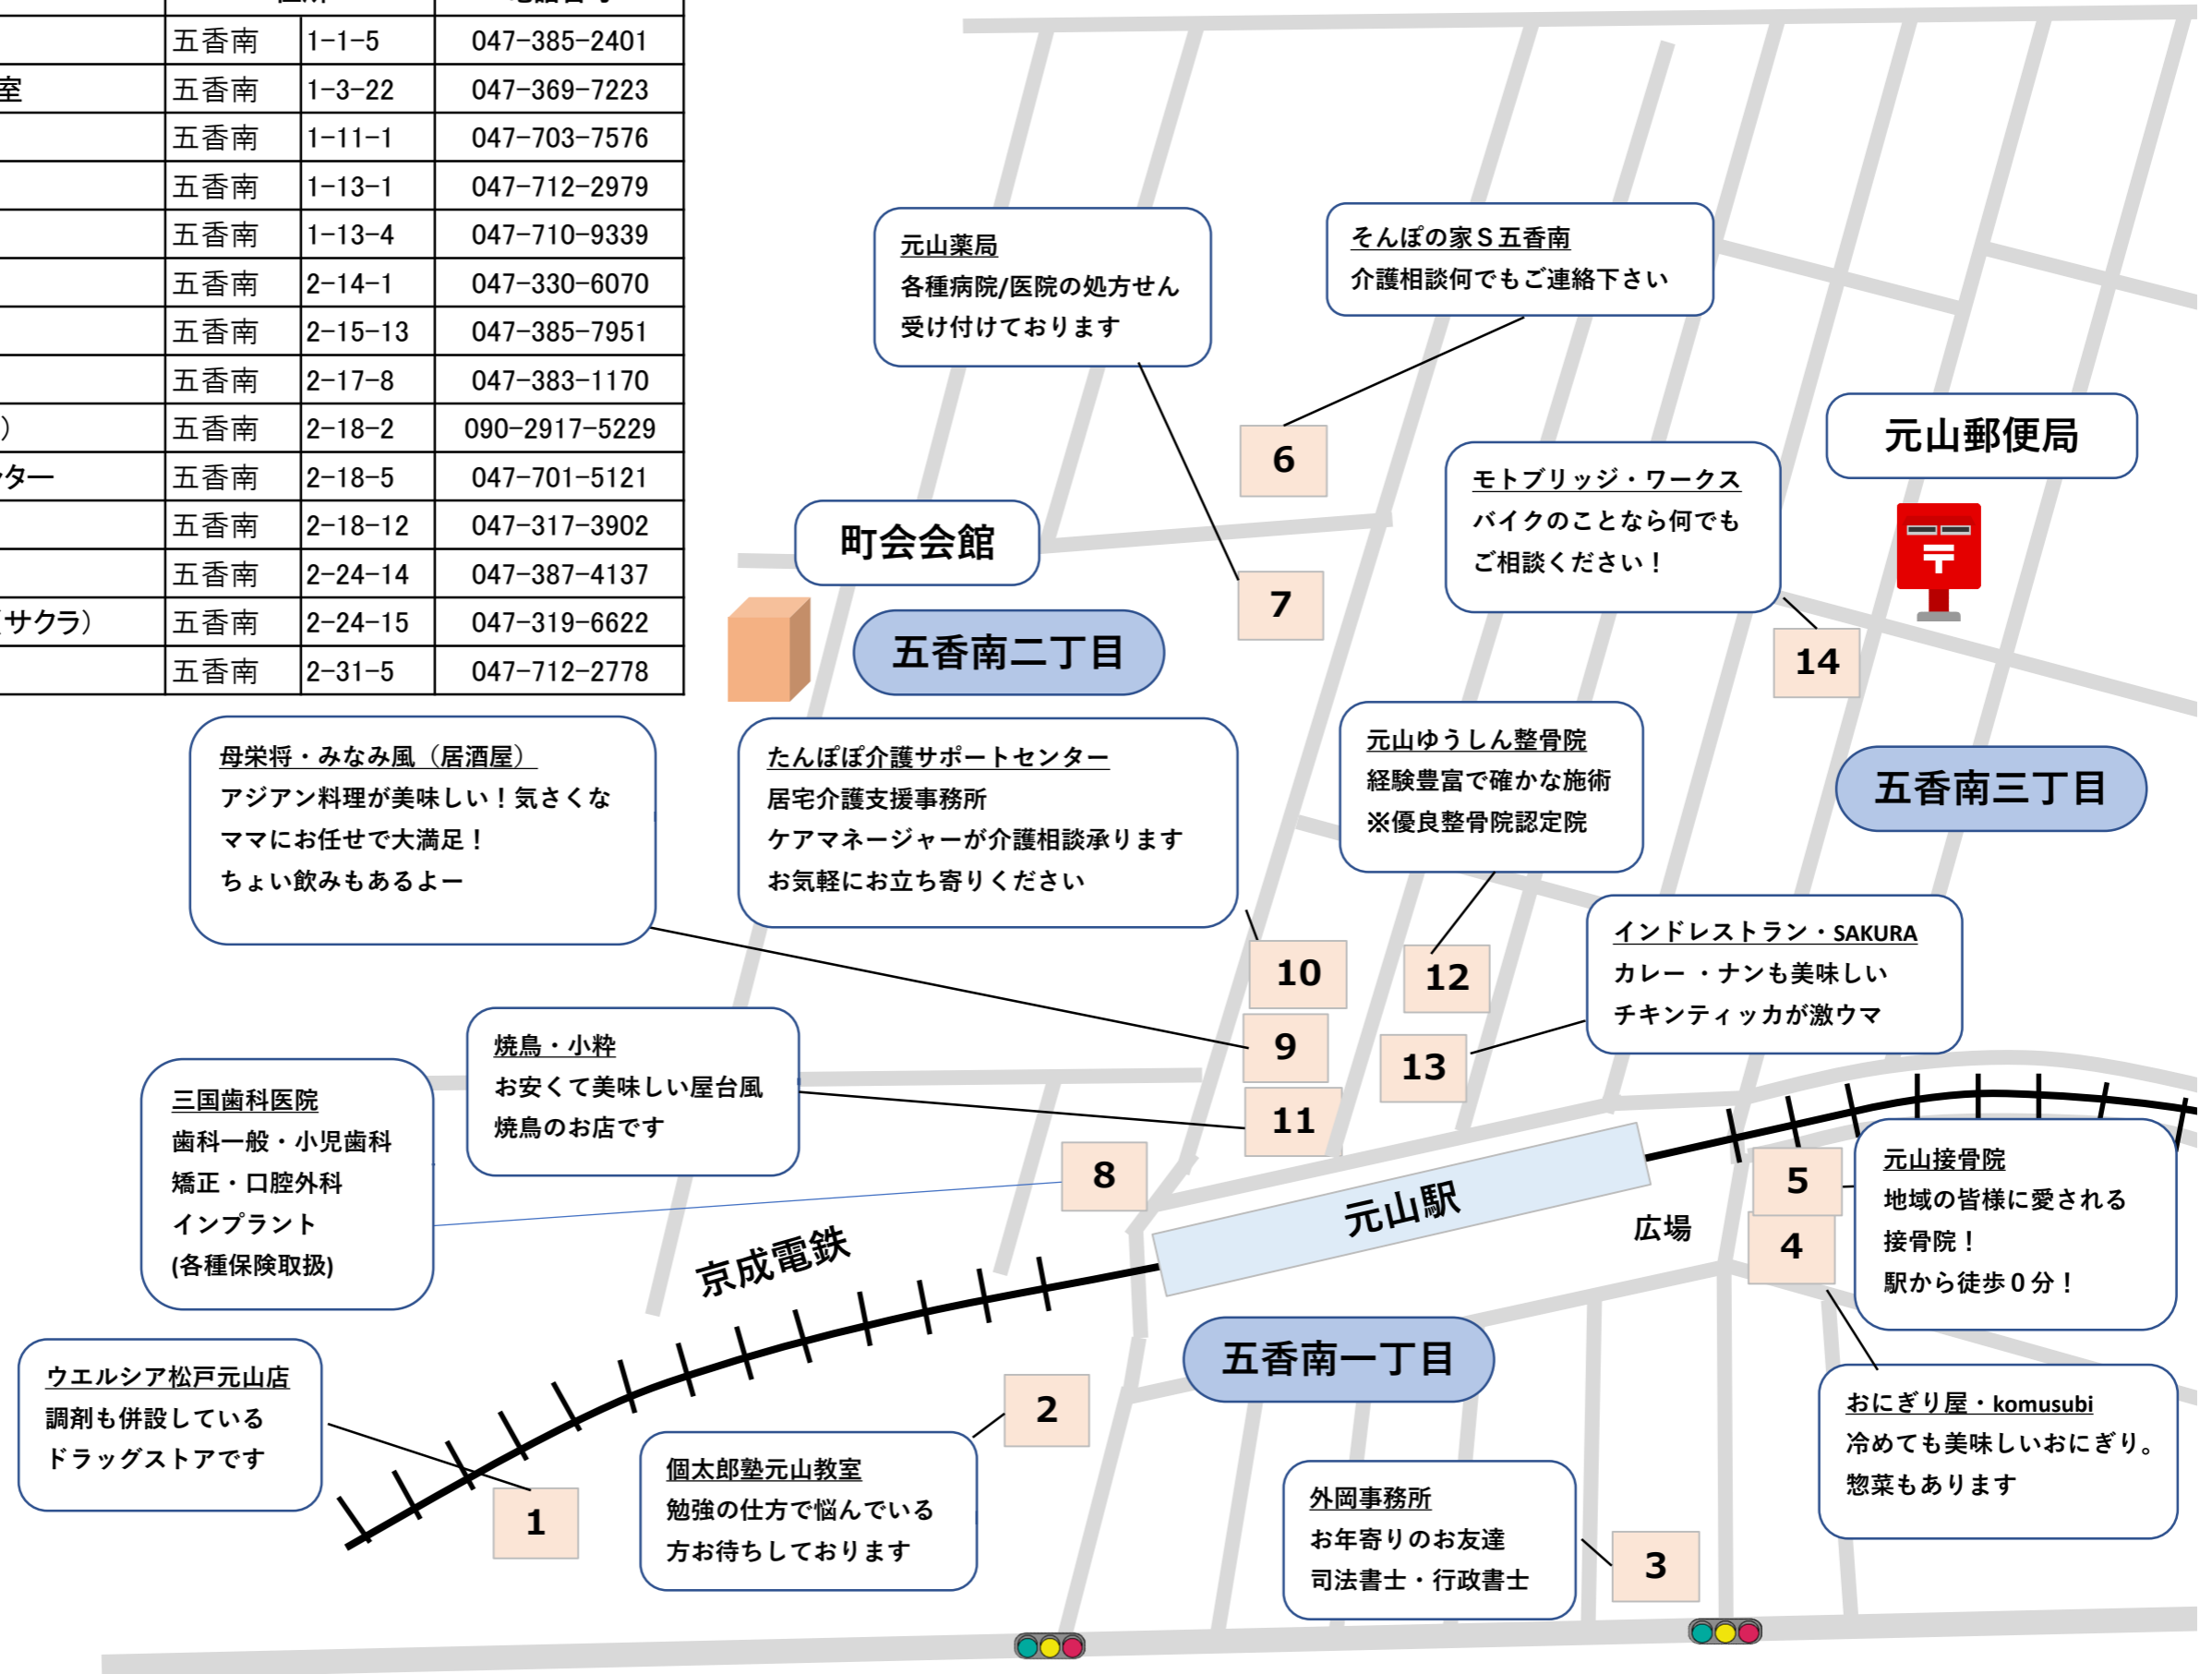 五香南 1-1-5 047-385-2401
室 五香南 1-3-22 047-369-7223
五香南 1-11-1 047-703-7576
五香南 1-13-1 047-712-2979
五香南 1-13-4 047-710-9339
五香南 2-14-1 047-330-6070
五香南 2-15-13 047-385-7951
五香南 2-17-8 047-383-1170
） 五香南 2-18-2 090-2917-5229
ター 五香南 2-18-5 047-701-5121
五香南 2-18-12 047-317-3902
五香南 2-24-14 047-387-4137
サクラ） 五香南 2-24-15 047-319-6622
五香南 2-31-5 047-712-2778
元山薬局
各種病院/医院の処方せん
受け付けております
そんぽの家Ｓ五香南
介護相談何でもご連絡下さい
6
元山郵便局
モトブリッジ・ワークス
バイクのことなら何でも
ご相談ください！
町会会館
7
五香南二丁目
14
母栄将・みなみ風（居酒屋）
アジアン料理が美味しい！気さくな
ママにお任せで大満足！
ちょい飲みもあるよー
たんぽぽ介護サポートセンター
居宅介護支援事務所
ケアマネージャーが介護相談承ります
お気軽にお立ち寄りください
元山ゆうしん整骨院
経験豊富で確かな施術
※優良整骨院認定院
五香南三丁目
10
12
インドレストラン・SAKURA
カレー ・ナンも美味しい
チキンティッカが激ウマ
9
13
焼鳥・小粋
お安くて美味しい屋台風
焼鳥のお店です
11
三国歯科医院
歯科一般・小児歯科
矯正・口腔外科
インプラント
(各種保険取扱)
8
元山駅
広場
5
4
元山接骨院
地域の皆様に愛される
接骨院！
駅から徒歩０分！
京成電鉄
五香南一丁目
ウエルシア松戸元山店
調剤も併設している
ドラッグストアです
1
2
個太郎塾元山教室
勉強の仕方で悩んでいる
方お待ちしております
外岡事務所
お年寄りのお友達
司法書士・行政書士
3
おにぎり屋・komusubi
冷めても美味しいおにぎり。
惣菜もあります